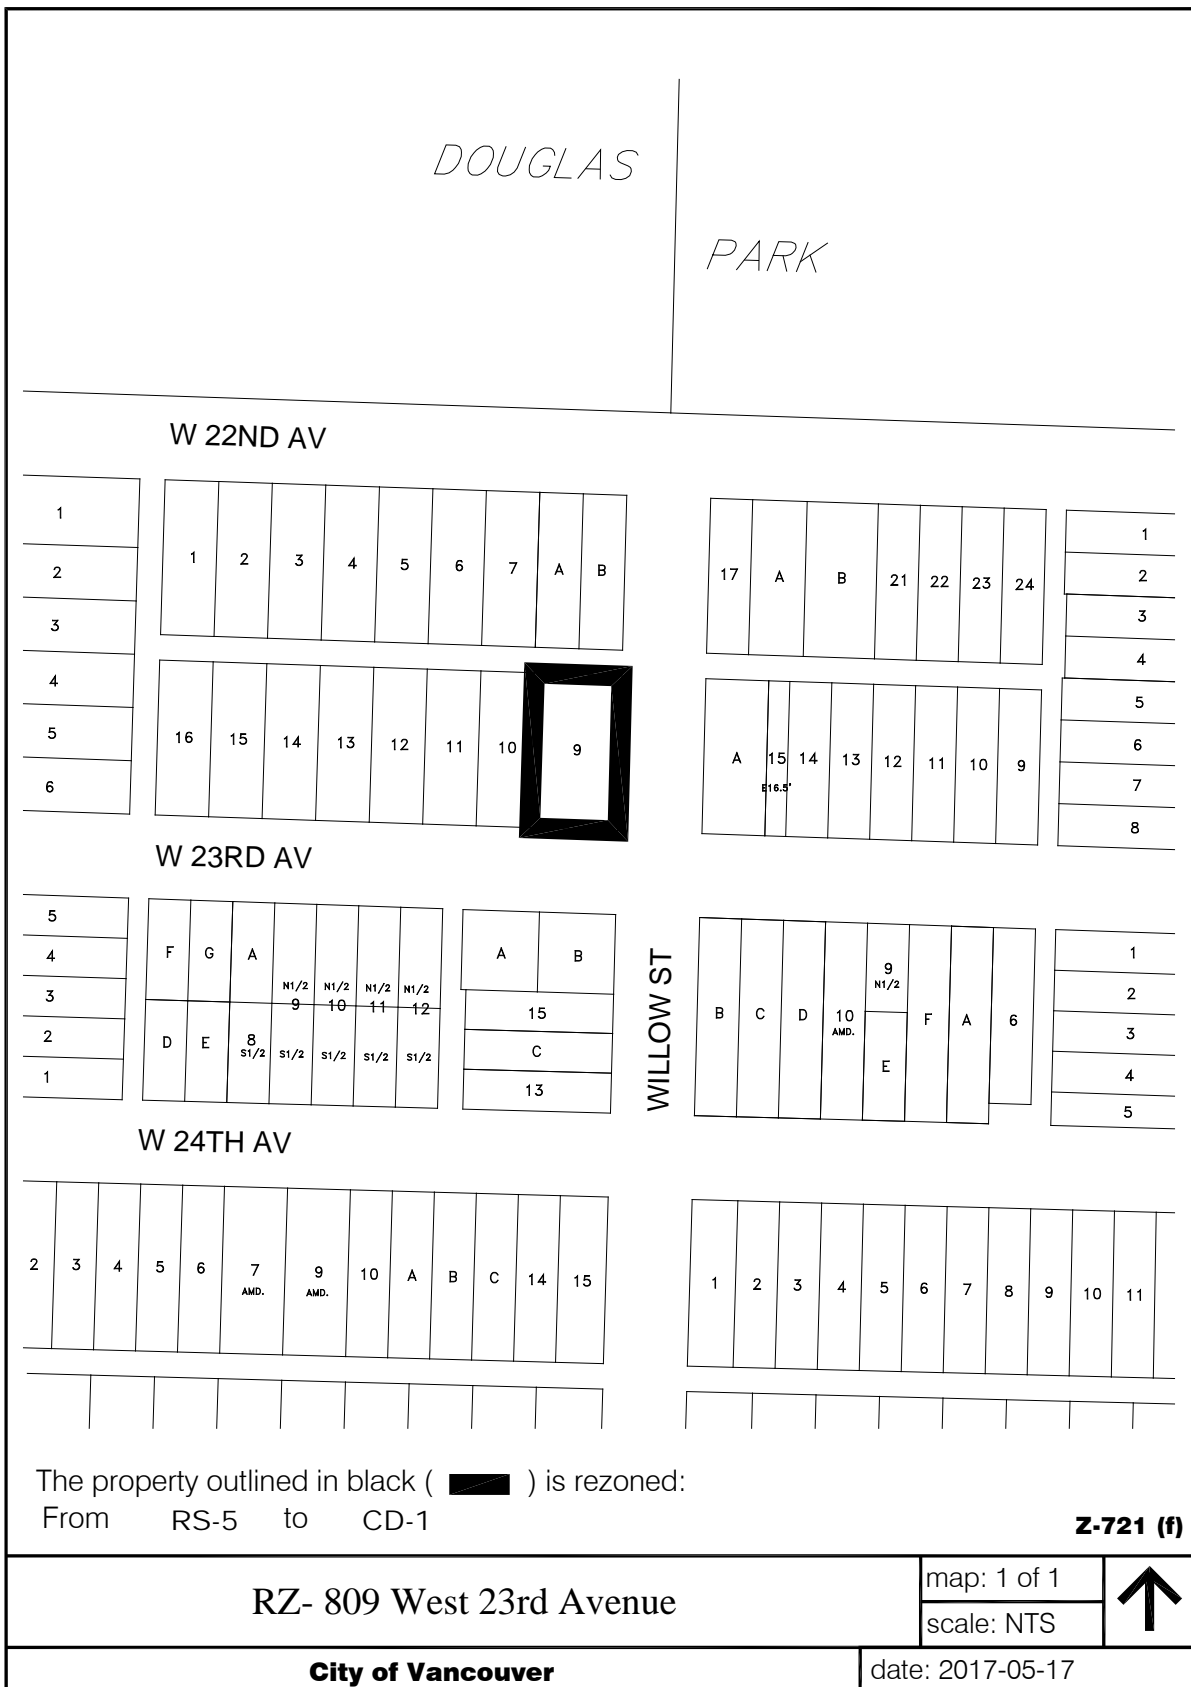 DOUGLAS
PARK
W 22ND AV
1
2
3
4
5
6
1 2 3 4 5 6 7 A B
17 A B 21 22 23 24
1
2
3
4
5
6
7
8
16 15 14 13 12 11 10 9
A 15 14 13 12 11 10 9
E16.5'
W 23RD AV
5
4
3
2
1
F G A
N1/2 N1/2 N1/2 N1/2
9 10 11 12
D E 8
S1/2 S1/2 S1/2 S1/2 S1/2
A B
15
C
13
WILLOW ST
B C D 10 F A 6
AMD.
9
N1/2
E
1
2
3
4
5
W 24TH AV
2 3 4 5 6 7 9 10 A B C 14 15
AMD. AMD.
1 2 3 4 5 6 7 8 9 10 11
The property outlined in black ( ) is rezoned:
From RS-5 to CD-1
Z-721 (f)
RZ- 809 West 23rd Avenue
map: 1 of 1
scale: NTS
City of Vancouver
date: 2017-05-17